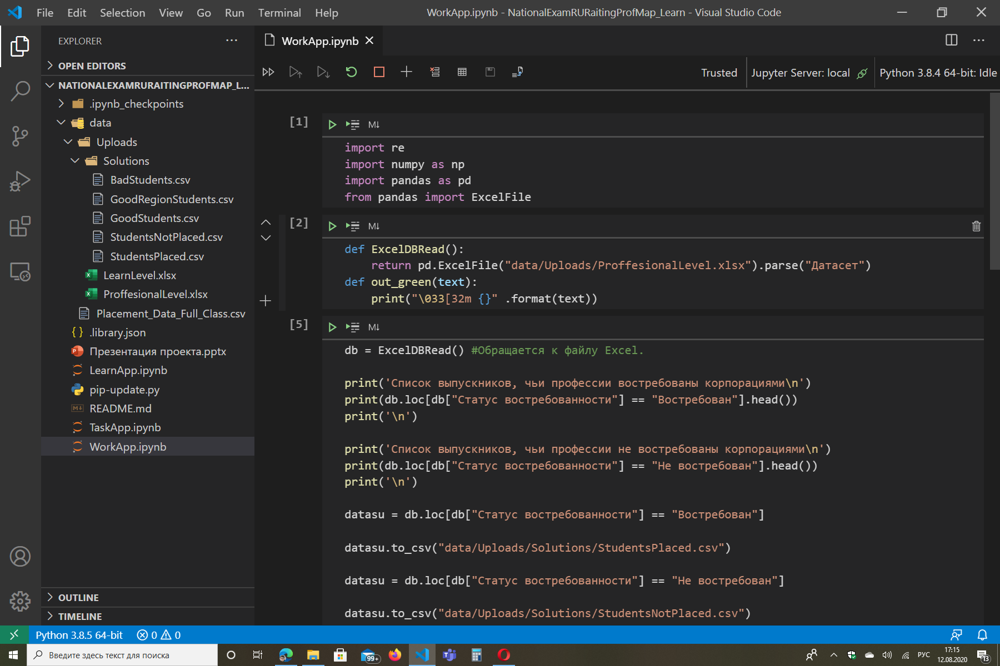 File Edit Selection View Go Run Terminal Help
WorkApp.ipynb - NationalExamRURaitingProfMap_Learn - Visual Studio Code
EXPLORER
OPEN EDITORS
NATIONALEXAMRURAITINGPROFMAP_L...
.ipynb_checkpoints
data
Uploads
Solutions
BadStudents.csv
GoodRegionStudents.csv
GoodStudents.csv
StudentsNotPlaced.csv
StudentsPlaced.csv
LearnLevel.xlsx
ProffesionalLevel.xlsx
Placement_Data_Full_Class.csv
{} .library.json
Презентация проекта.pptx
LearnApp.ipynb
pip-update.py
README.md
TaskApp.ipynb
WorkApp.ipynb
OUTLINE
TIMELINE
WorkApp.ipynb
Trusted
Jupyter Server: local
Python 3.8.4 64-bit: Idle
[1]
M↓
import re
import numpy as np
import pandas as pd
from pandas import ExcelFile
[2]
M↓
def ExcelDBRead():
    return pd.ExcelFile("data/Uploads/ProffesionalLevel.xlsx").parse("Датасет")
def out_green(text):
    print("\033[32m {}" .format(text))
[5]
M↓
db = ExcelDBRead() #Обращается к файлу Excel.
print('Список выпускников, чьи профессии востребованы корпорациями\n')
print(db.loc[db["Статус востребованности"] == "Востребован"].head())
print('\n')
print('Список выпускников, чьи профессии не востребованы корпорациями\n')
print(db.loc[db["Статус востребованности"] == "Не востребован"].head())
print('\n')
datasu = db.loc[db["Статус востребованности"] == "Востребован"]
datasu.to_csv("data/Uploads/Solutions/StudentsPlaced.csv")
datasu = db.loc[db["Статус востребованности"] == "Не востребован"]
datasu.to_csv("data/Uploads/Solutions/StudentsNotPlaced.csv")
Python 3.8.5 64-bit
0
0
Введите здесь текст для поиска
99+
РУС
17:15
12.08.2020
13